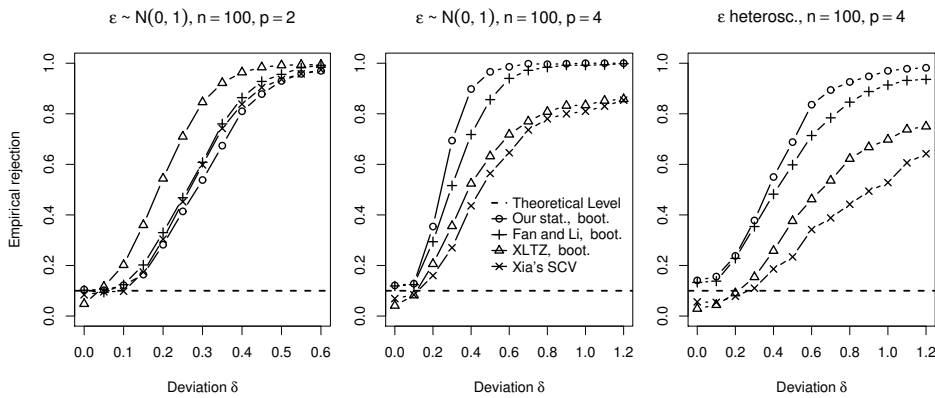 ε ~ N(0, 1), n = 100, p = 2
ε ~ N(0, 1), n = 100, p = 4
ε heterosc., n = 100, p = 4
Empirical rejection
0.0 0.2 0.4 0.6 0.8 1.0
0.0 0.1 0.2 0.3 0.4 0.5 0.6
Deviation δ
0.0 0.2 0.4 0.6 0.8 1.0
Theoretical Level
Our stat., boot.
Fan and Li, boot.
XLTZ, boot.
Xia's SCV
0.0 0.2 0.4 0.6 0.8 1.0 1.2
Deviation δ
0.0 0.2 0.4 0.6 0.8 1.0
0.0 0.2 0.4 0.6 0.8 1.0 1.2
Deviation δ